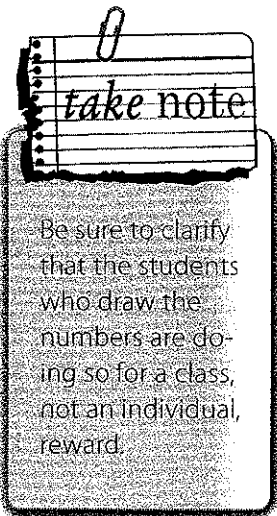 take note
Be sure to clarify
that the students
who draw the
numbers are do-
ing so for a class,
not an individual,
reward.